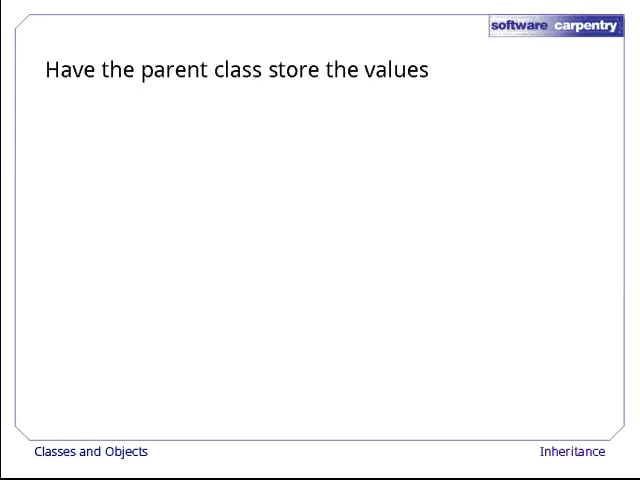 software carpentry
Have the parent class store the values
Classes and Objects
Inheritance